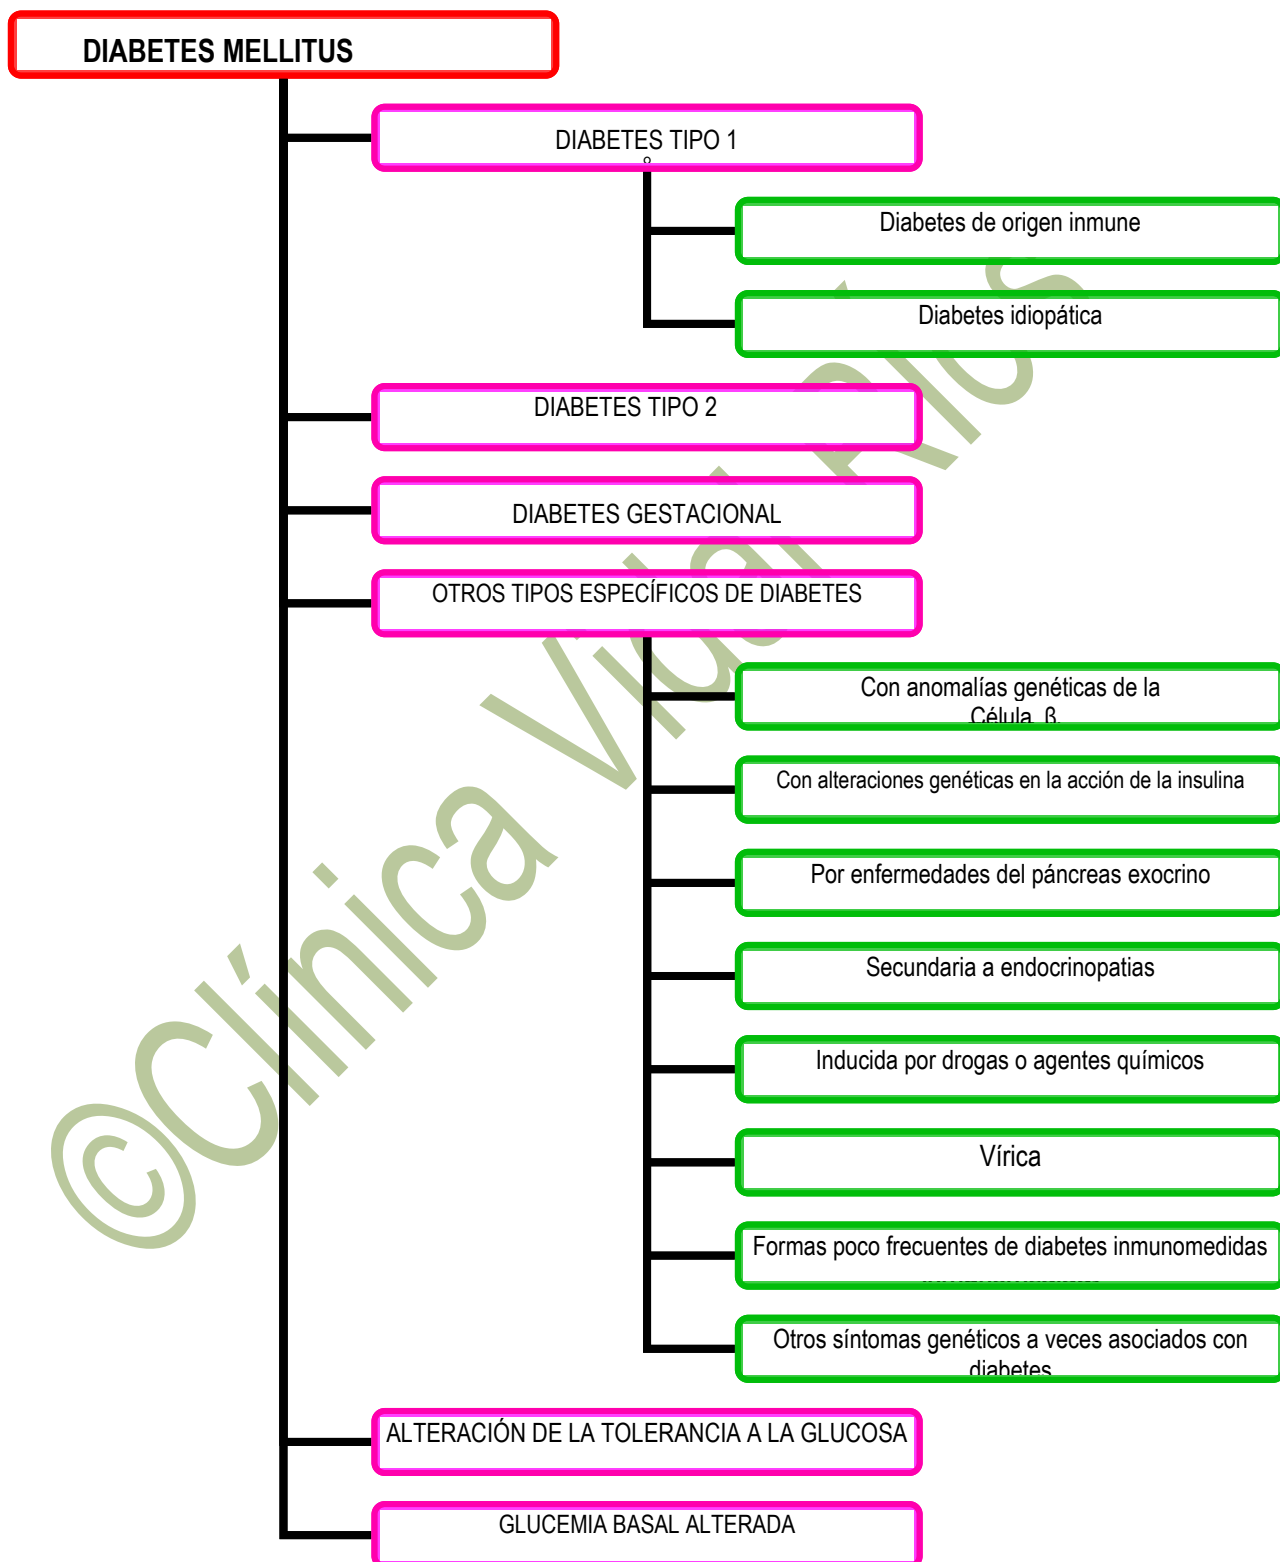 DIABETES MELLITUS
DIABETES TIPO 1
Diabetes de origen inmune
Diabetes idiopática
DIABETES TIPO 2
DIABETES GESTACIONAL
OTROS TIPOS ESPECÍFICOS DE DIABETES
Con anomalías genéticas de la
Célula ß.
Con alteraciones genéticas en la acción de la insulina
Por enfermedades del páncreas exocrino
Secundaria a endocrinopatias
Inducida por drogas o agentes químicos
Vírica
Formas poco frecuentes de diabetes inmunomedidas
Otros síntomas genéticos a veces asociados con
diabetes
ALTERACIÓN DE LA TOLERANCIA A LA GLUCOSA
GLUCEMIA BASAL ALTERADA
©Clínica Vidal Ríos